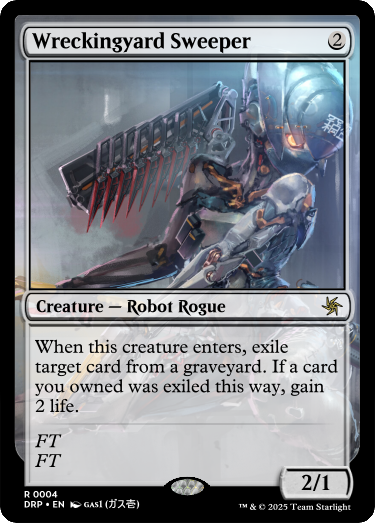 Wreckingyard Sweeper 2
Creature — Robot Rogue
When this creature enters, exile
target card from a graveyard. If a card
you owned was exiled this way, gain
2 life.
FT
FT
2/1
R 0004
DRP • EN GAS1 (ガス壱)
™ & © 2025 Team Starlight